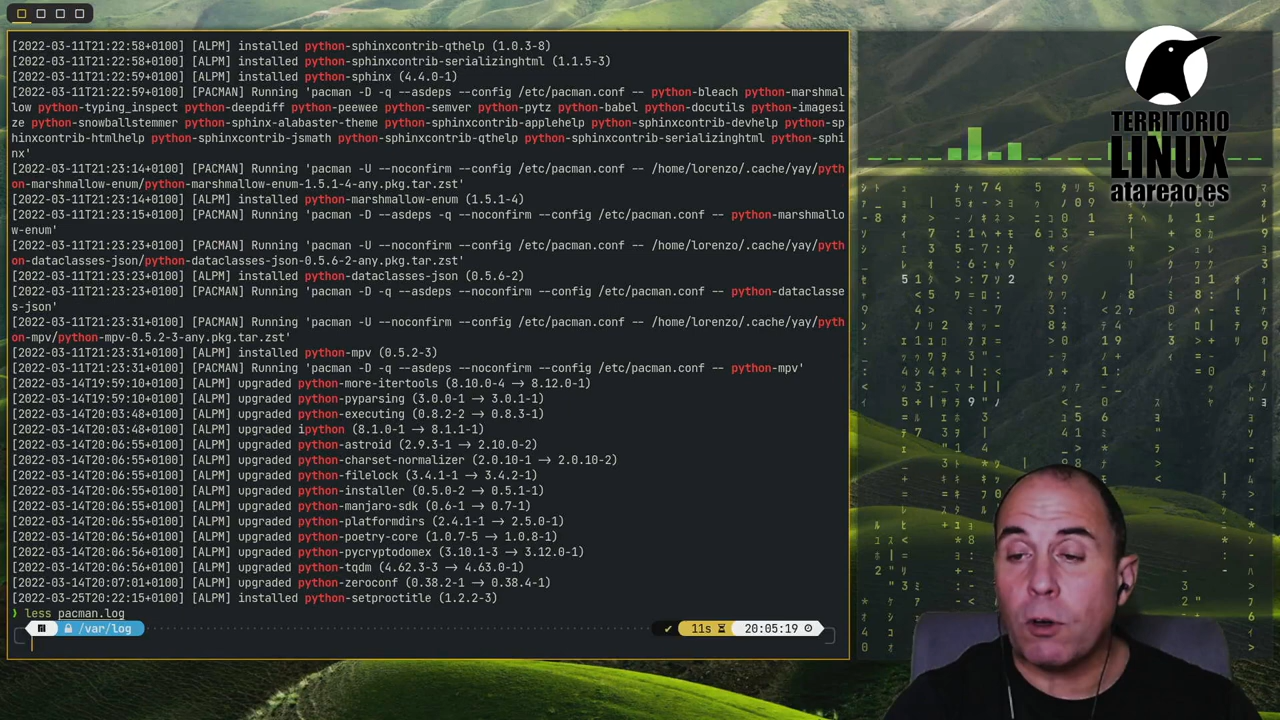 [2022-03-11T21:22:58+0100] [ALPM] installed python-sphinxcontrib-qthelp (1.0.3-8)
[2022-03-11T21:22:58+0100] [ALPM] installed python-sphinxcontrib-serializinghtml (1.1.5-3)
[2022-03-11T21:22:59+0100] [ALPM] installed python-sphinx (4.4.0-1)
[2022-03-11T21:22:59+0100] [PACMAN] Running 'pacman -D -q --asdeps --config /etc/pacman.conf -- python-bleach python-marshmal
low python-typing_inspect python-deepdiff python-peewee python-semver python-pytz python-babel python-docutils python-imagesi
ze python-snowballstemmer python-sphinx-alabaster-theme python-sphinxcontrib-applehelp python-sphinxcontrib-devhelp python-sp
hinxcontrib-htmlhelp python-sphinxcontrib-jsmath python-sphinxcontrib-qthelp python-sphinxcontrib-serializinghtml python-sphi
nx'
[2022-03-11T21:23:14+0100] [PACMAN] Running 'pacman -U --noconfirm --config /etc/pacman.conf -- /home/lorenzo/.cache/yay/pyth
on-marshmallow-enum/python-marshmallow-enum-1.5.1-4-any.pkg.tar.zst'
[2022-03-11T21:23:14+0100] [ALPM] installed python-marshmallow-enum (1.5.1-4)
[2022-03-11T21:23:15+0100] [PACMAN] Running 'pacman -D --asdeps -q --noconfirm --config /etc/pacman.conf -- python-marshmallo
w-enum'
[2022-03-11T21:23:23+0100] [PACMAN] Running 'pacman -U --noconfirm --config /etc/pacman.conf -- /home/lorenzo/.cache/yay/pyth
on-dataclasses-json/python-dataclasses-json-0.5.6-2-any.pkg.tar.zst'
[2022-03-11T21:23:23+0100] [ALPM] installed python-dataclasses-json (0.5.6-2)
[2022-03-11T21:23:23+0100] [PACMAN] Running 'pacman -D -q --asdeps --noconfirm --config /etc/pacman.conf -- python-dataclasse
s-json'
[2022-03-11T21:23:31+0100] [PACMAN] Running 'pacman -U --noconfirm --config /etc/pacman.conf -- /home/lorenzo/.cache/yay/pyth
on-mpv/python-mpv-0.5.2-3-any.pkg.tar.zst'
[2022-03-11T21:23:31+0100] [ALPM] installed python-mpv (0.5.2-3)
[2022-03-11T21:23:31+0100] [PACMAN] Running 'pacman -D -q --asdeps --noconfirm --config /etc/pacman.conf -- python-mpv'
[2022-03-14T19:59:10+0100] [ALPM] upgraded python-more-itertools (8.10.0-4 -> 8.12.0-1)
[2022-03-14T19:59:10+0100] [ALPM] upgraded python-pyparsing (3.0.0-1 -> 3.0.1-1)
[2022-03-14T20:03:48+0100] [ALPM] upgraded python-executing (0.8.2-2 -> 0.8.3-1)
[2022-03-14T20:03:48+0100] [ALPM] upgraded ipython (8.1.0-1 -> 8.1.1-1)
[2022-03-14T20:06:55+0100] [ALPM] upgraded python-astroid (2.9.3-1 -> 2.10.0-2)
[2022-03-14T20:06:55+0100] [ALPM] upgraded python-charset-normalizer (2.0.10-1 -> 2.0.10-2)
[2022-03-14T20:06:55+0100] [ALPM] upgraded python-filelock (3.4.1-1 -> 3.4.2-1)
[2022-03-14T20:06:55+0100] [ALPM] upgraded python-installer (0.5.0-2 -> 0.5.1-1)
[2022-03-14T20:06:55+0100] [ALPM] upgraded python-manjaro-sdk (0.6-1 -> 0.7-1)
[2022-03-14T20:06:56+0100] [ALPM] upgraded python-platformdirs (2.4.1-1 -> 2.5.0-1)
[2022-03-14T20:06:56+0100] [ALPM] upgraded python-poetry-core (1.0.7-5 -> 1.0.8-1)
[2022-03-14T20:06:56+0100] [ALPM] upgraded python-pycryptodomex (3.10.1-3 -> 3.12.0-1)
[2022-03-14T20:06:56+0100] [ALPM] upgraded python-tqdm (4.62.3-3 -> 4.63.0-1)
[2022-03-14T20:07:01+0100] [ALPM] upgraded python-zeroconf (0.38.2-1 -> 0.38.4-1)
[2022-03-25T20:22:15+0100] [ALPM] installed python-setproctitle (1.2.2-3)
❯ less pacman.log
/var/log ✔ 11s 20:05:19
TERRITORIO
LINUX
atareao.es